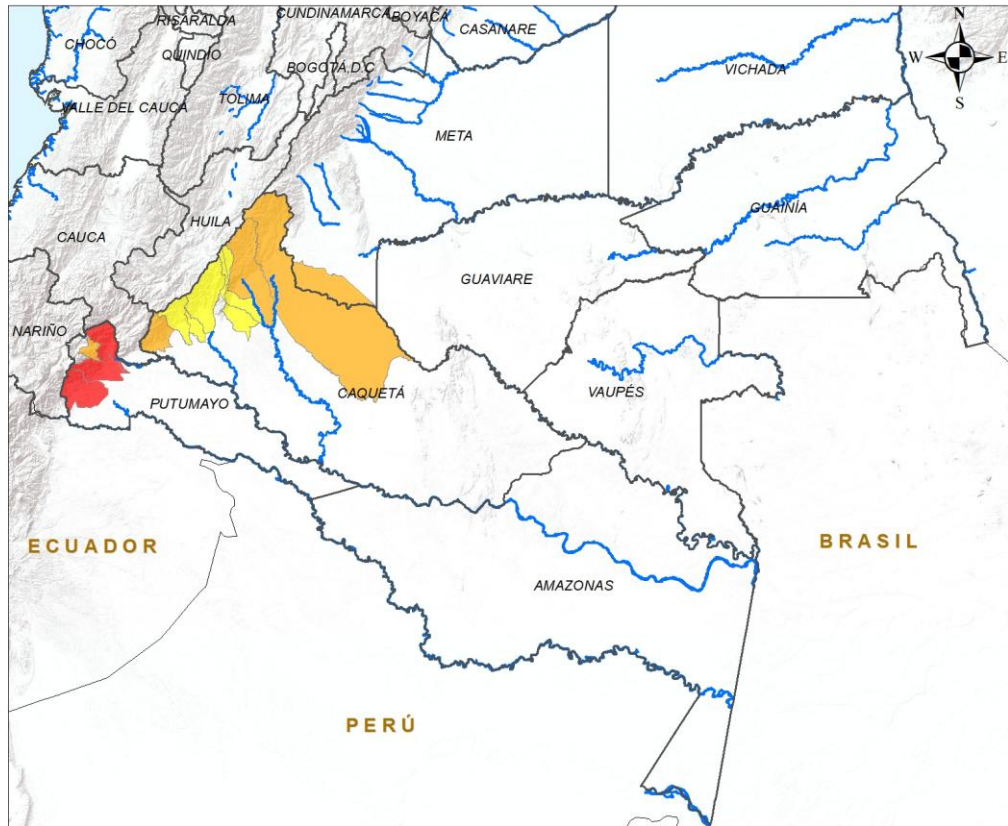 CUNDINAMARCA
BOYACÁ
RISARALDA
CASANARE
N
CHOCÓ
QUINDÍO
BOGOTÁ D.C
VICHADA
W
E
TOLIMA
VALLE DEL CAUCA
S
META
HUILA
GUAINÍA
CAUCA
GUAVIARE
NARIÑO
VAUPÉS
CAQUETÁ
PUTUMAYO
ECUADOR
BRASIL
AMAZONAS
PERÚ